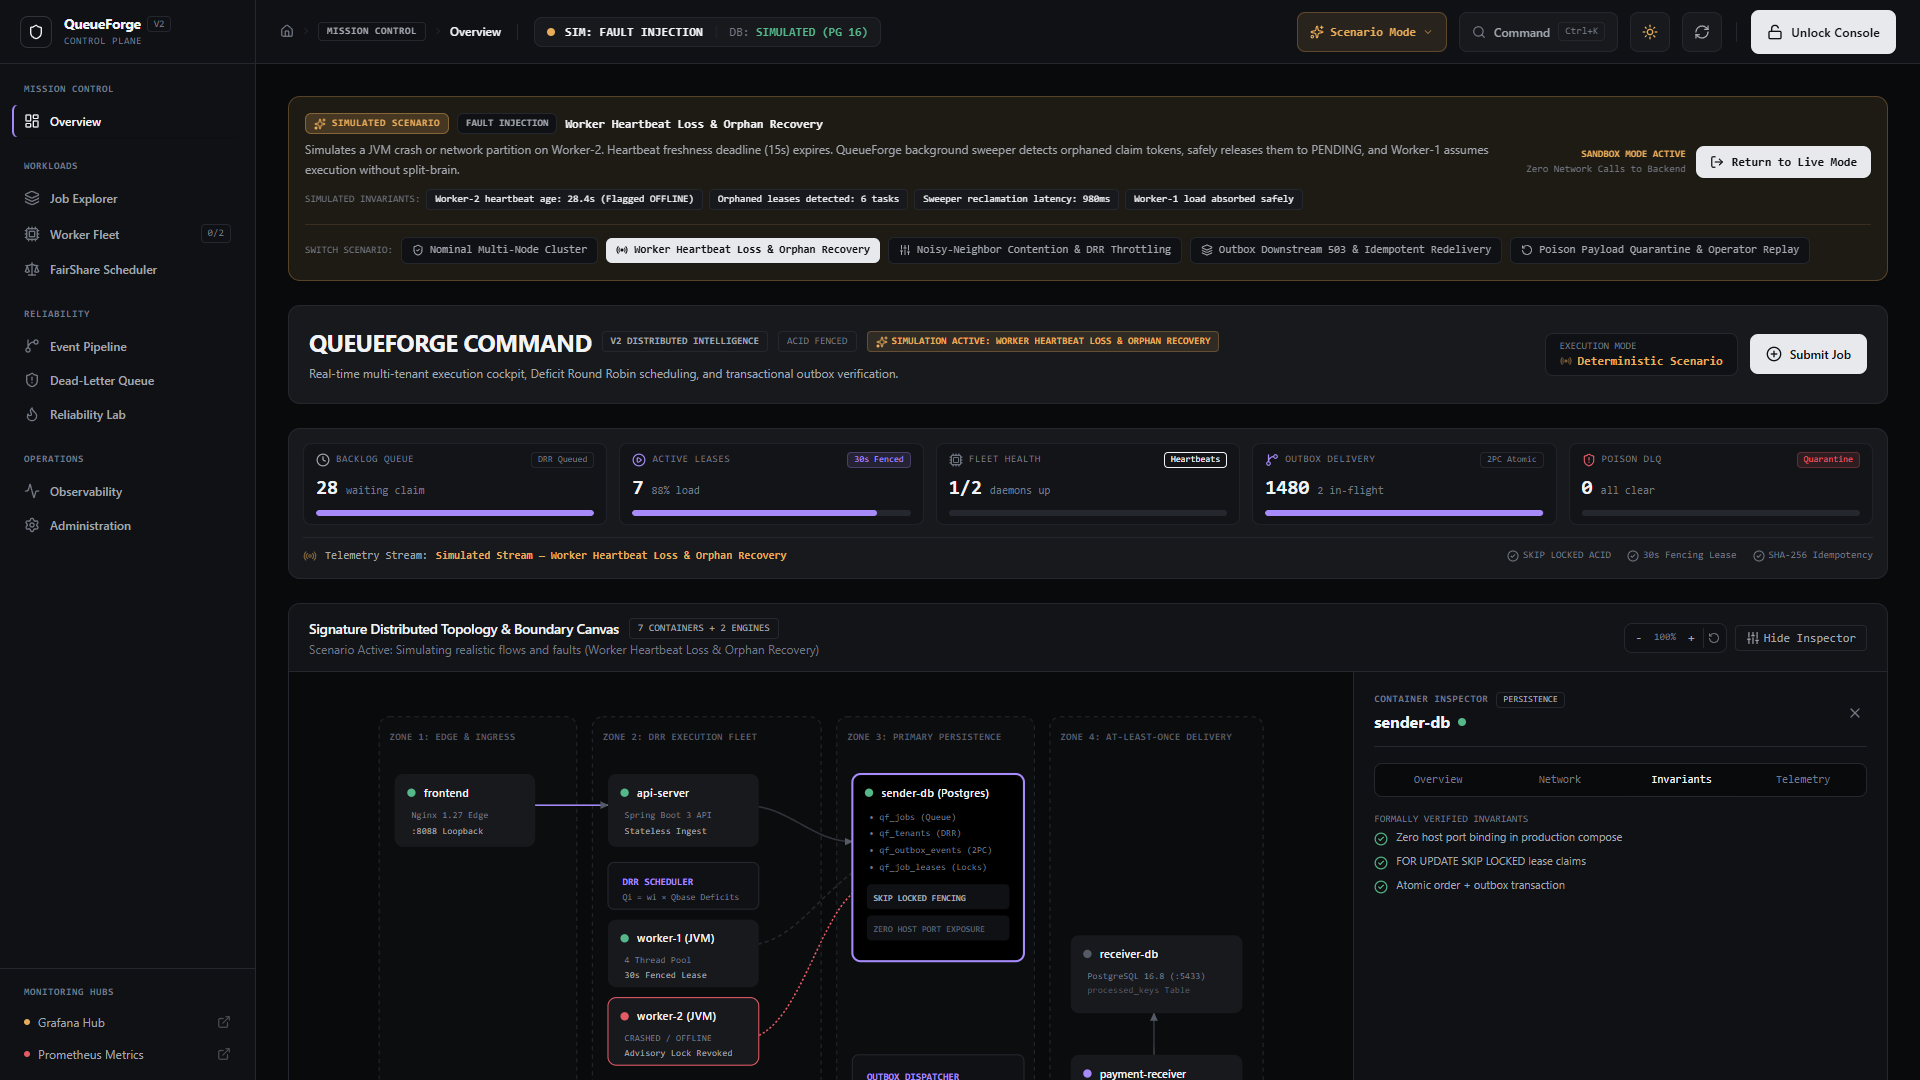 QueueForge V2
CONTROL PLANE
MISSION CONTROL
Overview
WORKLOADS
Job Explorer
Worker Fleet 0/2
FairShare Scheduler
RELIABILITY
Event Pipeline
Dead-Letter Queue
Reliability Lab
OPERATIONS
Observability
Administration
MONITORING HUBS
Grafana Hub
Prometheus Metrics
MISSION CONTROL Overview SIM: FAULT INJECTION DB: SIMULATED (PG 16) Scenario Mode Command Ctrl+K Unlock Console
SIMULATED SCENARIO FAULT INJECTION Worker Heartbeat Loss & Orphan Recovery
Simulates a JVM crash or network partition on Worker-2. Heartbeat freshness deadline (15s) expires. QueueForge background sweeper detects orphaned claim tokens, safely releases them to PENDING, and Worker-1 assumes
execution without split-brain.
SANDBOX MODE ACTIVE
Zero Network Calls to Backend
Return to Live Mode
SIMULATED INVARIANTS: Worker-2 heartbeat age: 28.4s (Flagged OFFLINE) Orphaned leases detected: 6 tasks Sweeper reclamation latency: 980ms Worker-1 load absorbed safely
SWITCH SCENARIO: Nominal Multi-Node Cluster Worker Heartbeat Loss & Orphan Recovery Noisy-Neighbor Contention & DRR Throttling Outbox Downstream 503 & Idempotent Redelivery Poison Payload Quarantine & Operator Replay
QUEUEFORGE COMMAND V2 DISTRIBUTED INTELLIGENCE ACID FENCED SIMULATION ACTIVE: WORKER HEARTBEAT LOSS & ORPHAN RECOVERY
Real-time multi-tenant execution cockpit, Deficit Round Robin scheduling, and transactional outbox verification.
EXECUTION MODE
Deterministic Scenario
Submit Job
BACKLOG QUEUE DRR Queued
28 waiting claim
ACTIVE LEASES 30s Fenced
7 88% load
FLEET HEALTH Heartbeats
1/2 daemons up
OUTBOX DELIVERY 2PC Atomic
1480 2 in-flight
POISON DLQ Quarantine
0 all clear
Telemetry Stream: Simulated Stream — Worker Heartbeat Loss & Orphan Recovery
SKIP LOCKED ACID 30s Fencing Lease SHA-256 Idempotency
Signature Distributed Topology & Boundary Canvas 7 CONTAINERS + 2 ENGINES
Scenario Active: Simulating realistic flows and faults (Worker Heartbeat Loss & Orphan Recovery)
- 100% + Hide Inspector
ZONE 1: EDGE & INGRESS
frontend
Nginx 1.27 Edge
:8088 Loopback
ZONE 2: DRR EXECUTION FLEET
api-server
Spring Boot 3 API
Stateless Ingest
DRR SCHEDULER
Qi = wi × Qbase Deficits
worker-1 (JVM)
4 Thread Pool
30s Fenced Lease
worker-2 (JVM)
CRASHED / OFFLINE
Advisory Lock Revoked
ZONE 3: PRIMARY PERSISTENCE
sender-db (Postgres)
• qf_jobs (Queue)
• qf_tenants (DRR)
• qf_outbox_events (2PC)
• qf_job_leases (Locks)
SKIP LOCKED FENCING
ZERO HOST PORT EXPOSURE
OUTBOX DISPATCHER
ZONE 4: AT-LEAST-ONCE DELIVERY
receiver-db
PostgreSQL 16.8 (:5433)
processed_keys Table
payment-receiver
CONTAINER INSPECTOR PERSISTENCE
sender-db
Overview Network Invariants Telemetry
FORMALLY VERIFIED INVARIANTS
Zero host port binding in production compose
FOR UPDATE SKIP LOCKED lease claims
Atomic order + outbox transaction